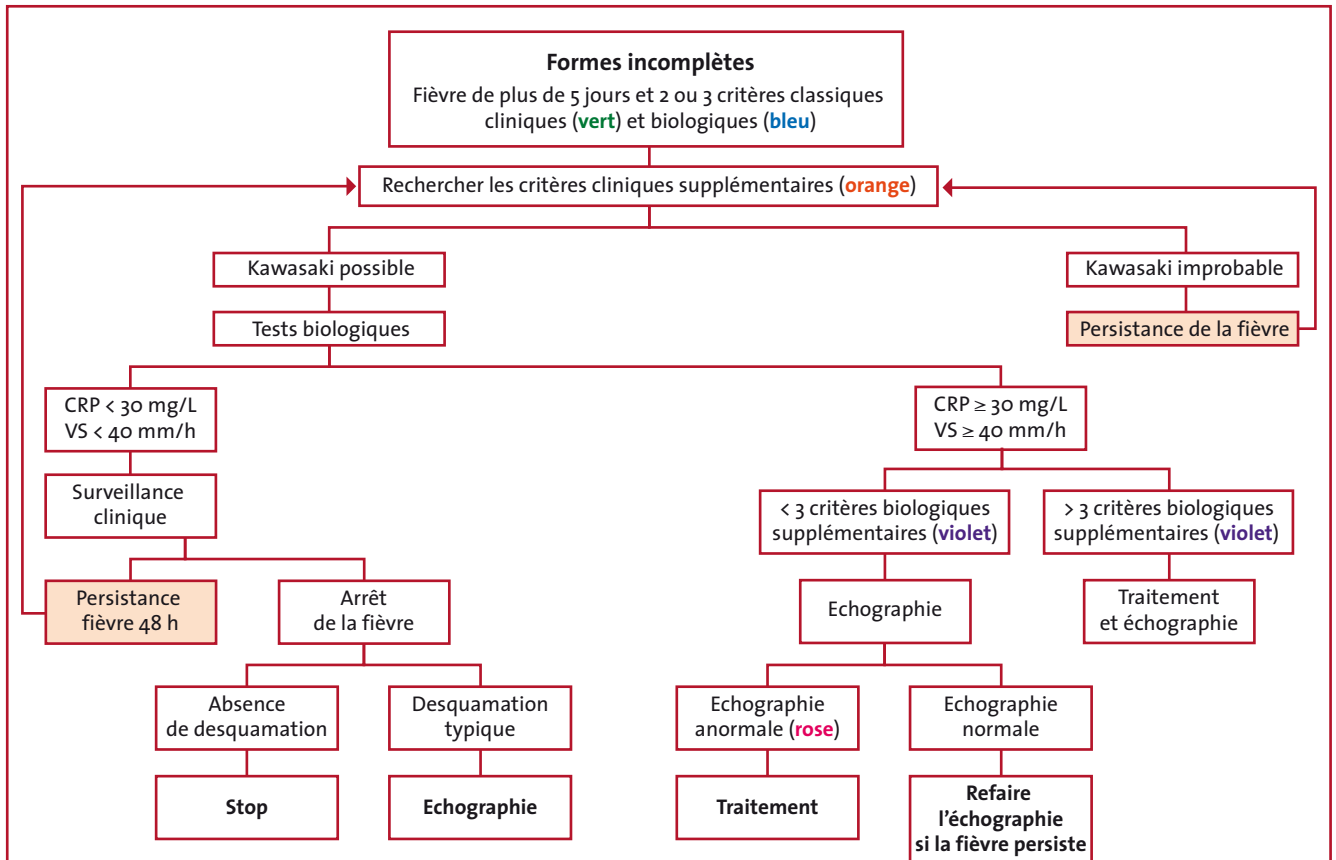 Formes incomplètes
Fièvre de plus de 5 jours et 2 ou 3 critères classiques
cliniques (vert) et biologiques (bleu)
Rechercher les critères cliniques supplémentaires (orange)
Kawasaki possible
Kawasaki improbable
Tests biologiques
Persistance de la fièvre
CRP < 30 mg/L
VS < 40 mm/h
CRP ≥ 30 mg/L
VS ≥ 40 mm/h
Surveillance
clinique
< 3 critères biologiques
supplémentaires (violet)
> 3 critères biologiques
supplémentaires (violet)
Persistance
fièvre 48 h
Arrêt
de la fièvre
Echographie
Traitement
et échographie
Absence
de desquamation
Desquamation
typique
Echographie
anormale (rose)
Echographie
normale
Stop
Echographie
Traitement
Refaire
l'échographie
si la fièvre persiste